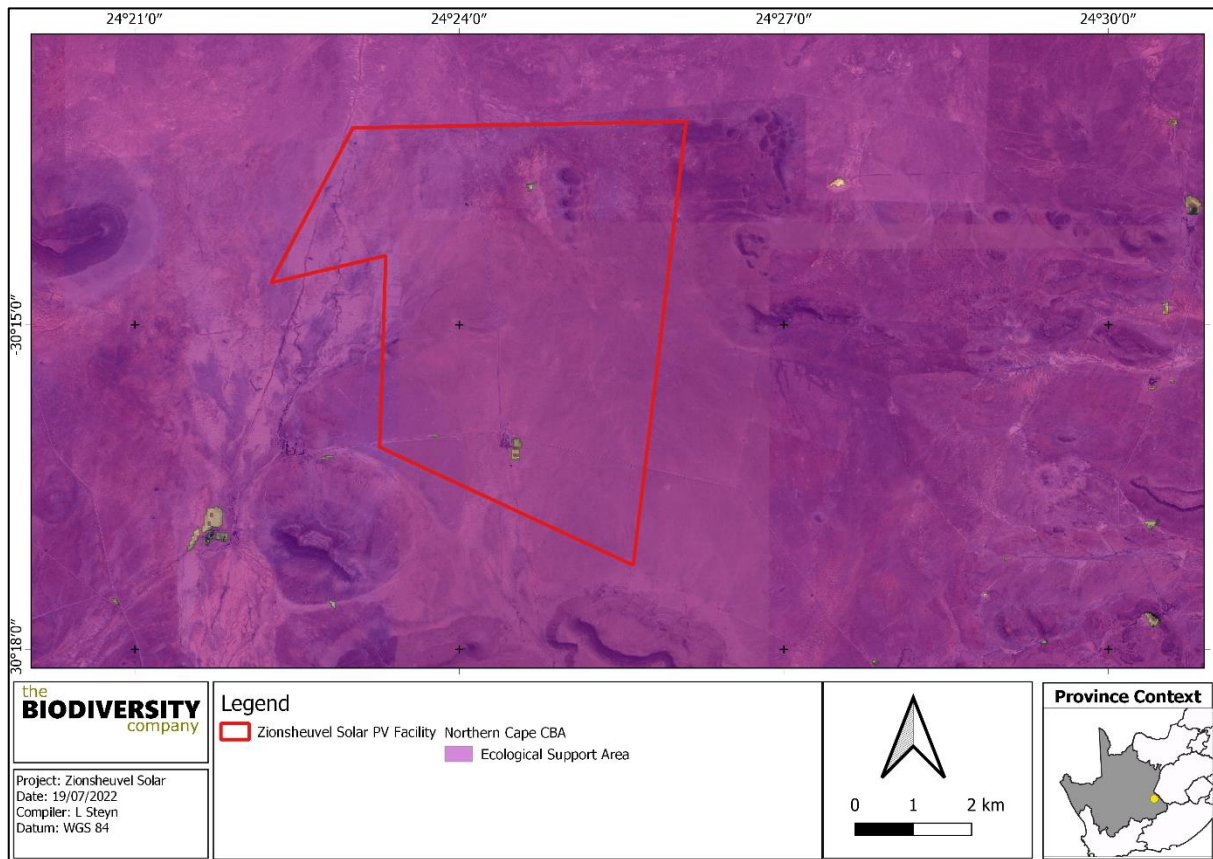 24°21′0″ 24°24′0″ 24°27′0″ 24°30′0″
-30°15′0″
30°18′0″
the
BIODIVERSITY
company
Project: Zionsheuvel Solar
Date: 19/07/2022
Compiler: L Steyn
Datum: WGS 84
Legend
Zionsheuvel Solar PV Facility
Northern Cape CBA
Ecological Support Area
0 1 2 km
Province Context